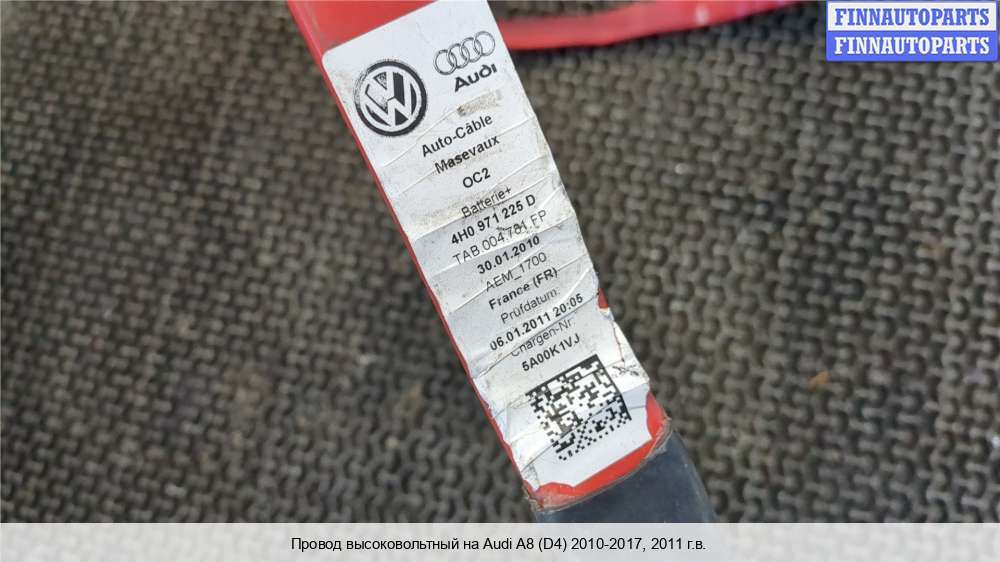 FINNAUTOPARTS
FINNAUTOPARTS
Audi
Auto-Câble
Masevaux
OC2
Batterie+
4H0 971 225 D
TAB.004.781.FP
30.01.2010
AEM_1700
France (FR)
Prüfdatum:
06.01.2011 20:05
Chargen-Nr
5A00K1VJ
Провод высоковольтный на Audi A8 (D4) 2010-2017, 2011 г.в.